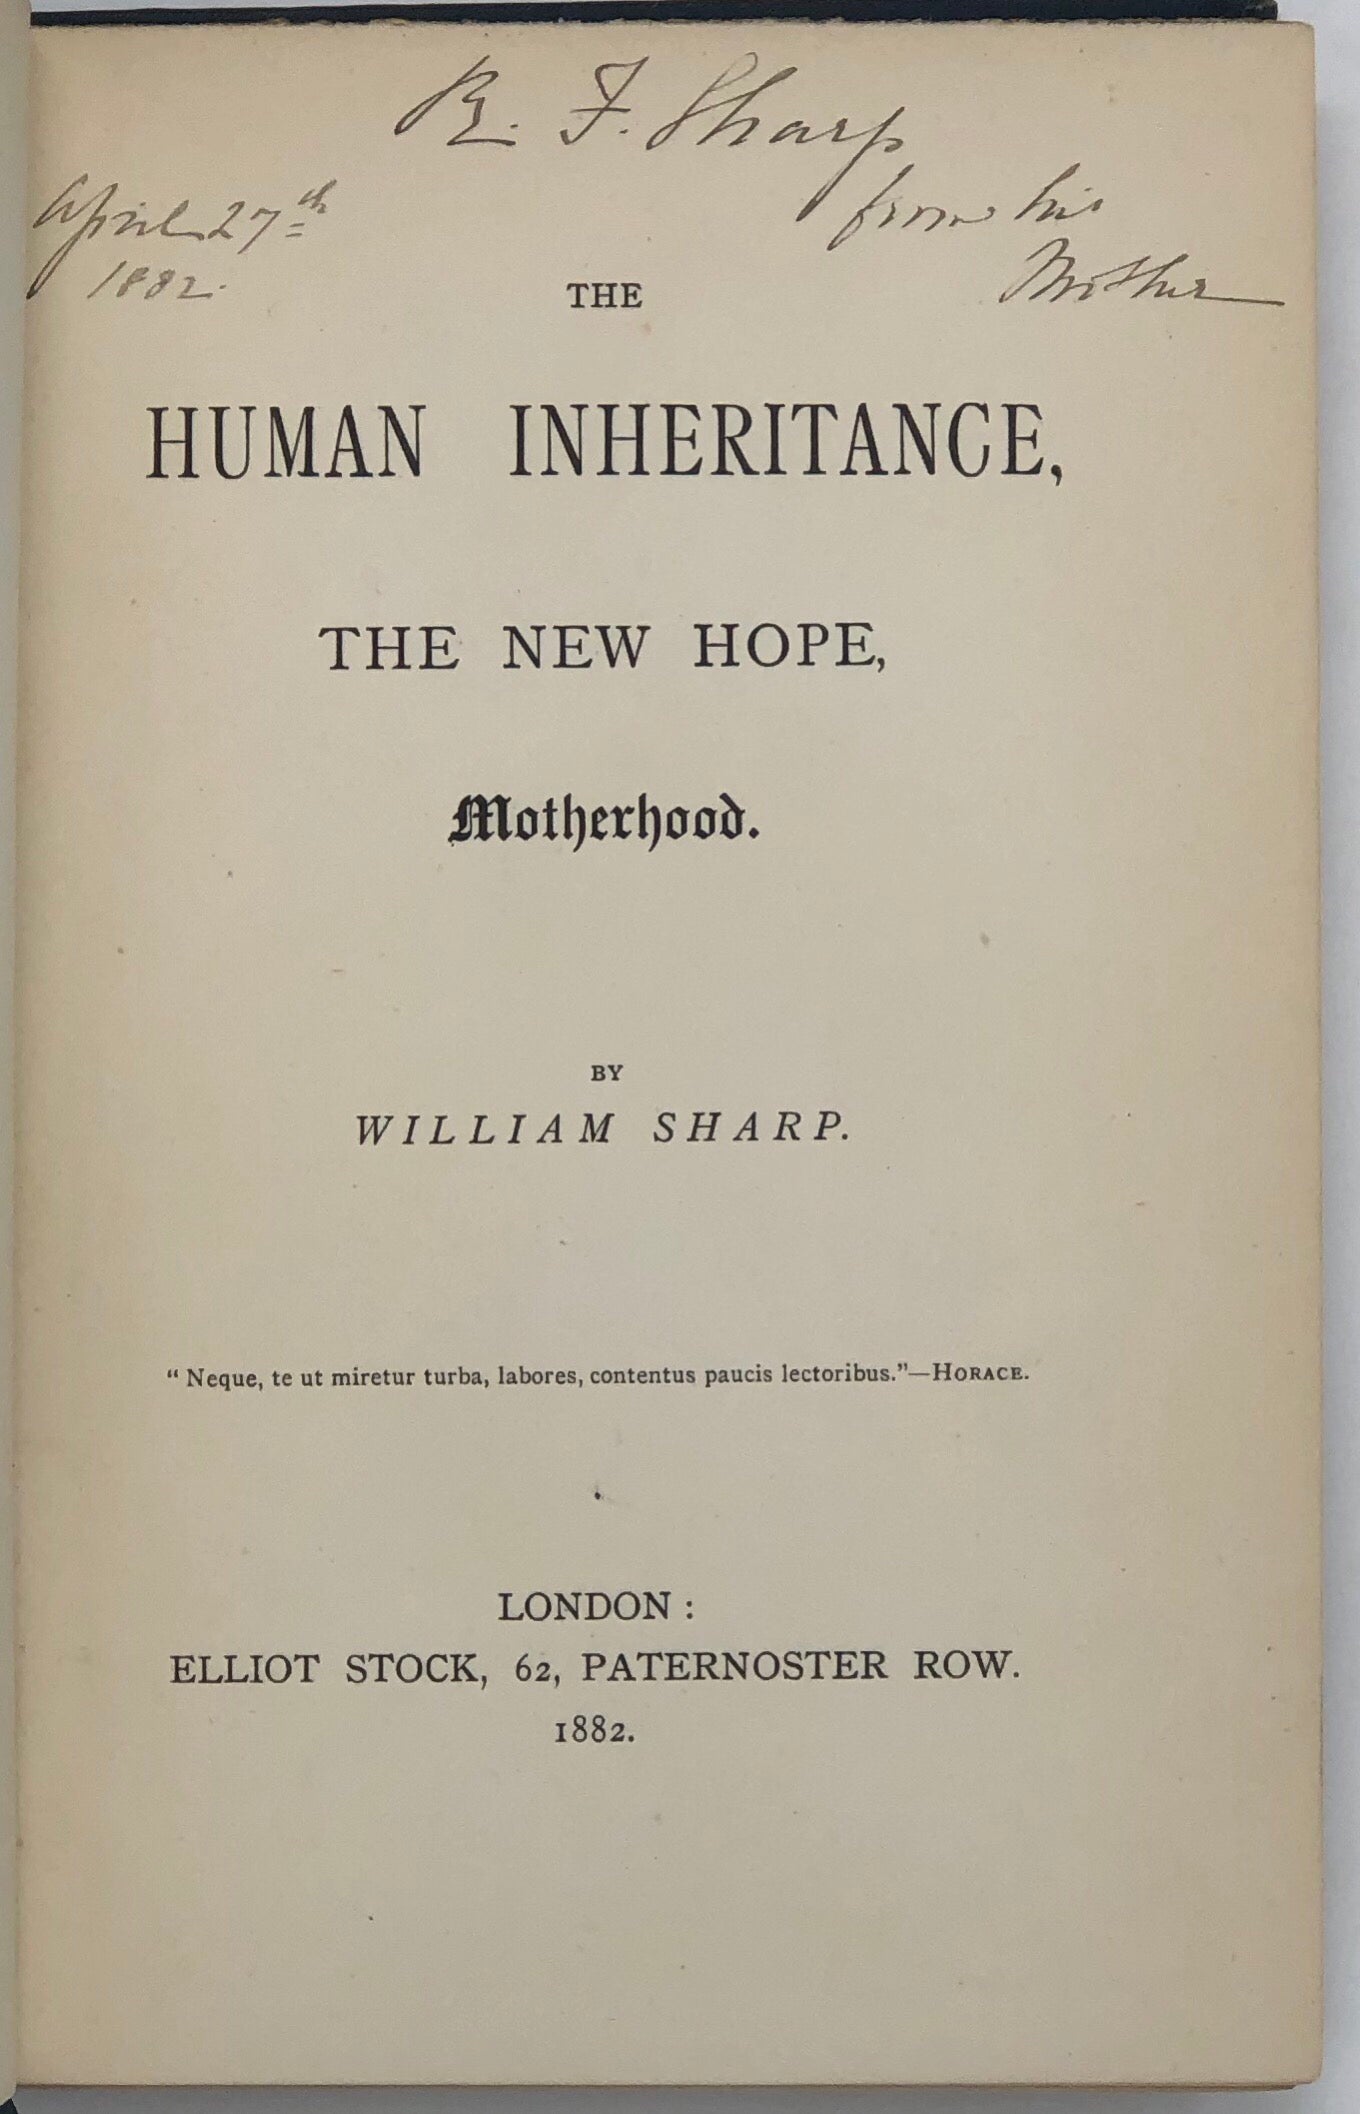 R. F. Sharp
from his
Mother
April 27th
1882.
THE
HUMAN INHERITANCE,
THE NEW HOPE,
Motherhood.
BY
WILLIAM SHARP.
“Neque, te ut miretur turba, labores, contentus paucis lectoribus.”—HORACE.
LONDON:
ELLIOT STOCK, 62, PATERNOSTER ROW.
1882.